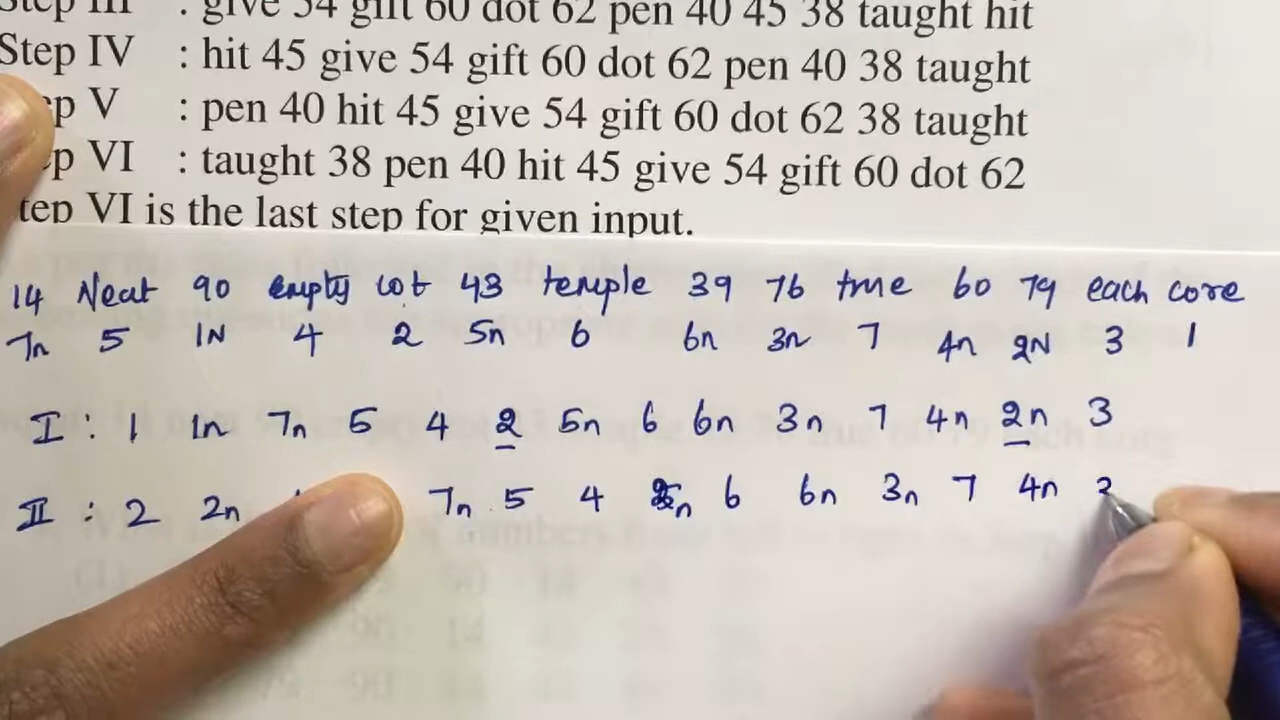 Step III : give 54 gift 60 dot 62 pen 40 45 38 taught hit
Step IV : hit 45 give 54 gift 60 dot 62 pen 40 38 taught
p V : pen 40 hit 45 give 54 gift 60 dot 62 38 taught
p VI : taught 38 pen 40 hit 45 give 54 gift 60 dot 62
tep VI is the last step for given input.
14 Neat 90 empty cot 43 temple 39 76 true 60 79 each core
7n 5 1N 4 2 5n 6 6n 3n 7 4n 2N 3 1
I : 1 1n 7n 5 4 2 5n 6 6n 3n 7 4n 2n 3
II : 2 2n 7n 5 4 5n 6 6n 3n 7 4n 3